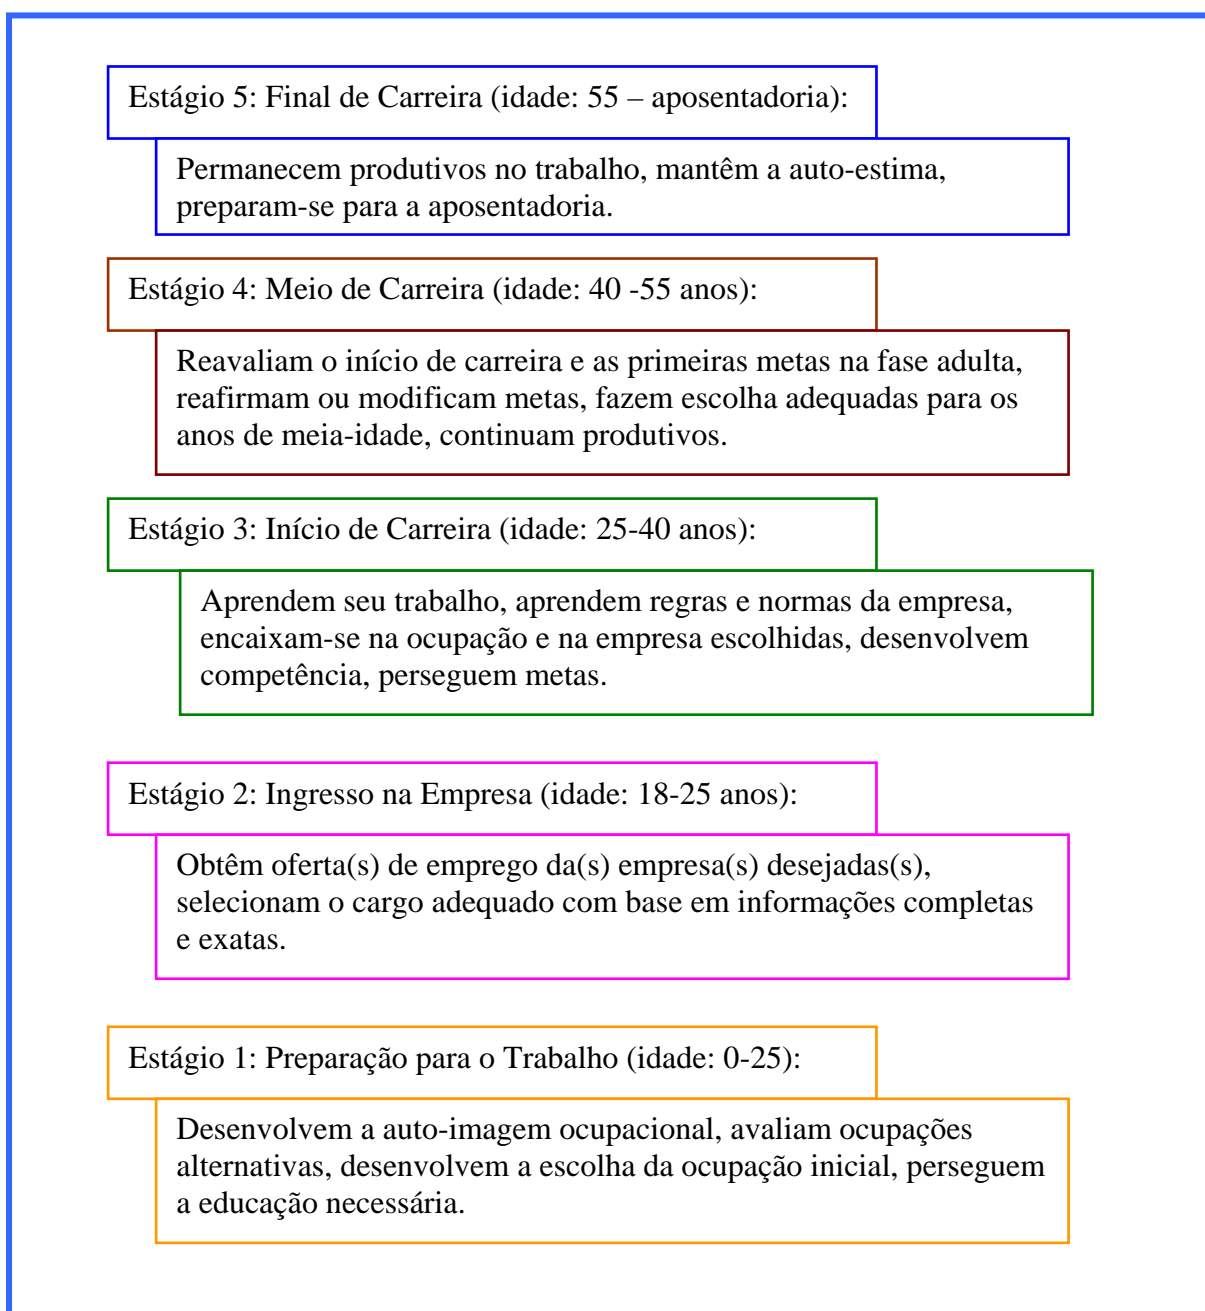 Estágio 5: Final de Carreira (idade: 55 – aposentadoria):
Permanecem produtivos no trabalho, mantêm a auto-estima,
preparam-se para a aposentadoria.
Estágio 4: Meio de Carreira (idade: 40 -55 anos):
Reavaliam o início de carreira e as primeiras metas na fase adulta,
reafirmam ou modificam metas, fazem escolha adequadas para os
anos de meia-idade, continuam produtivos.
Estágio 3: Início de Carreira (idade: 25-40 anos):
Aprendem seu trabalho, aprendem regras e normas da empresa,
encaixam-se na ocupação e na empresa escolhidas, desenvolvem
competência, perseguem metas.
Estágio 2: Ingresso na Empresa (idade: 18-25 anos):
Obtêm oferta(s) de emprego da(s) empresa(s) desejadas(s),
selecionam o cargo adequado com base em informações completas
e exatas.
Estágio 1: Preparação para o Trabalho (idade: 0-25):
Desenvolvem a auto-imagem ocupacional, avaliam ocupações
alternativas, desenvolvem a escolha da ocupação inicial, perseguem
a educação necessária.